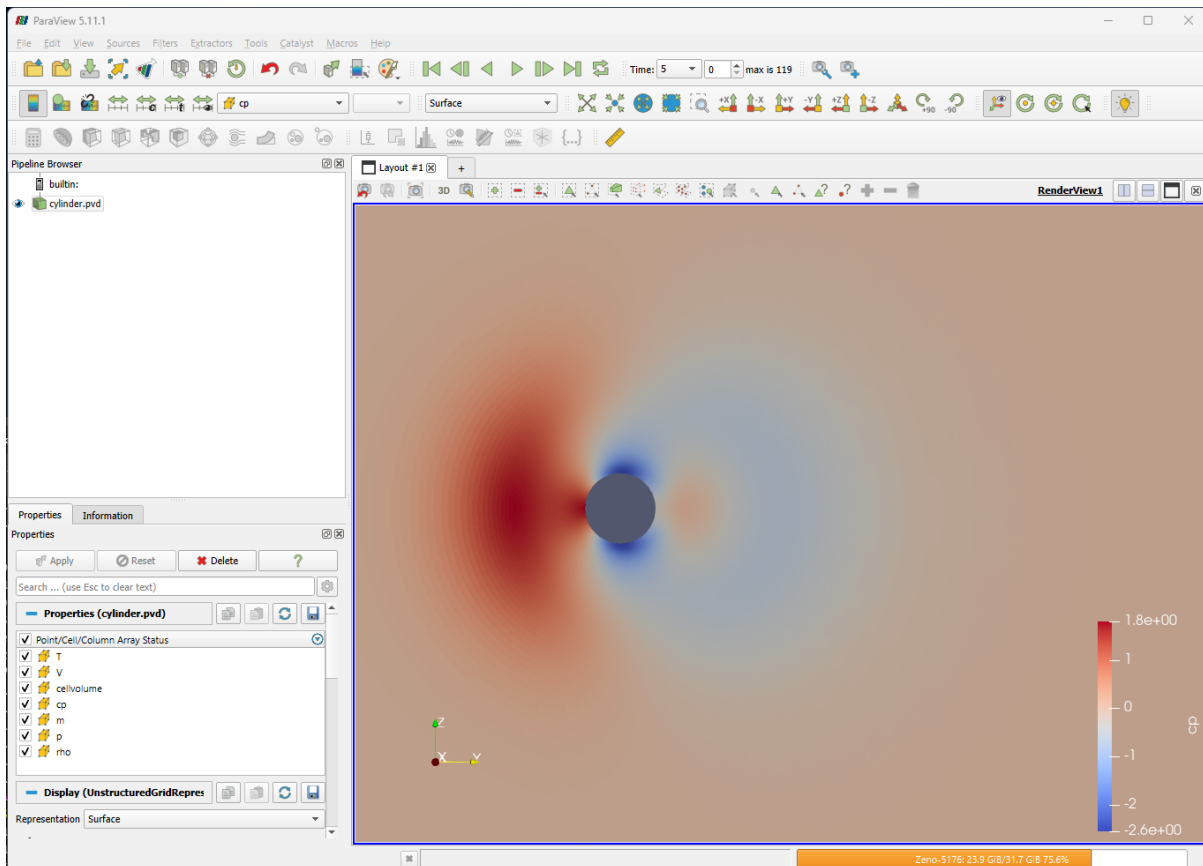 ParaView 5.11.1
File Edit View Sources Filters Extractors Tools Catalyst Macros Help
Time: 5 0 max is 119
cp Surface +X -X +Y -Y +Z -Z +90 -90
Pipeline Browser
Layout #1 +
builtin:
3D RenderView1
cylinder.pvd
Properties Information
Properties
Apply Reset Delete ?
Search ... (use Esc to clear text)
Properties (cylinder.pvd)
Point/Cell/Column Array Status
T
V
cellvolume
cp
m
p
rho
Display (UnstructuredGridRepres
Representation Surface
Z
X Y
1.8e+00
1
0
-1
-2
-2.6e+00
cp
Zeno-5176: 23.9 GiB/31.7 GiB 75.6%